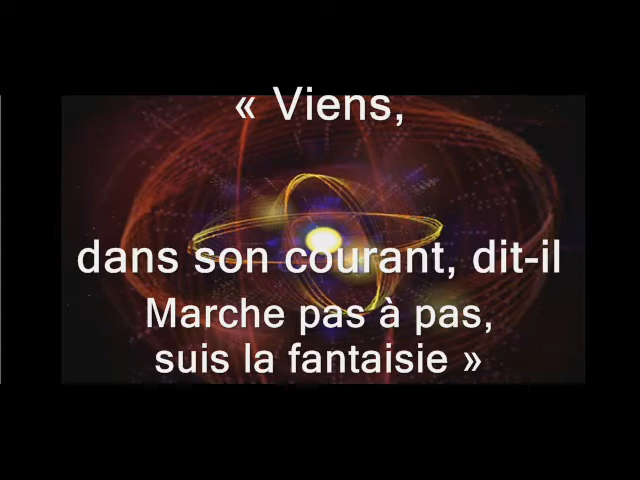 « Viens,
dans son courant, dit-il
Marche pas à pas,
suis la fantaisie »